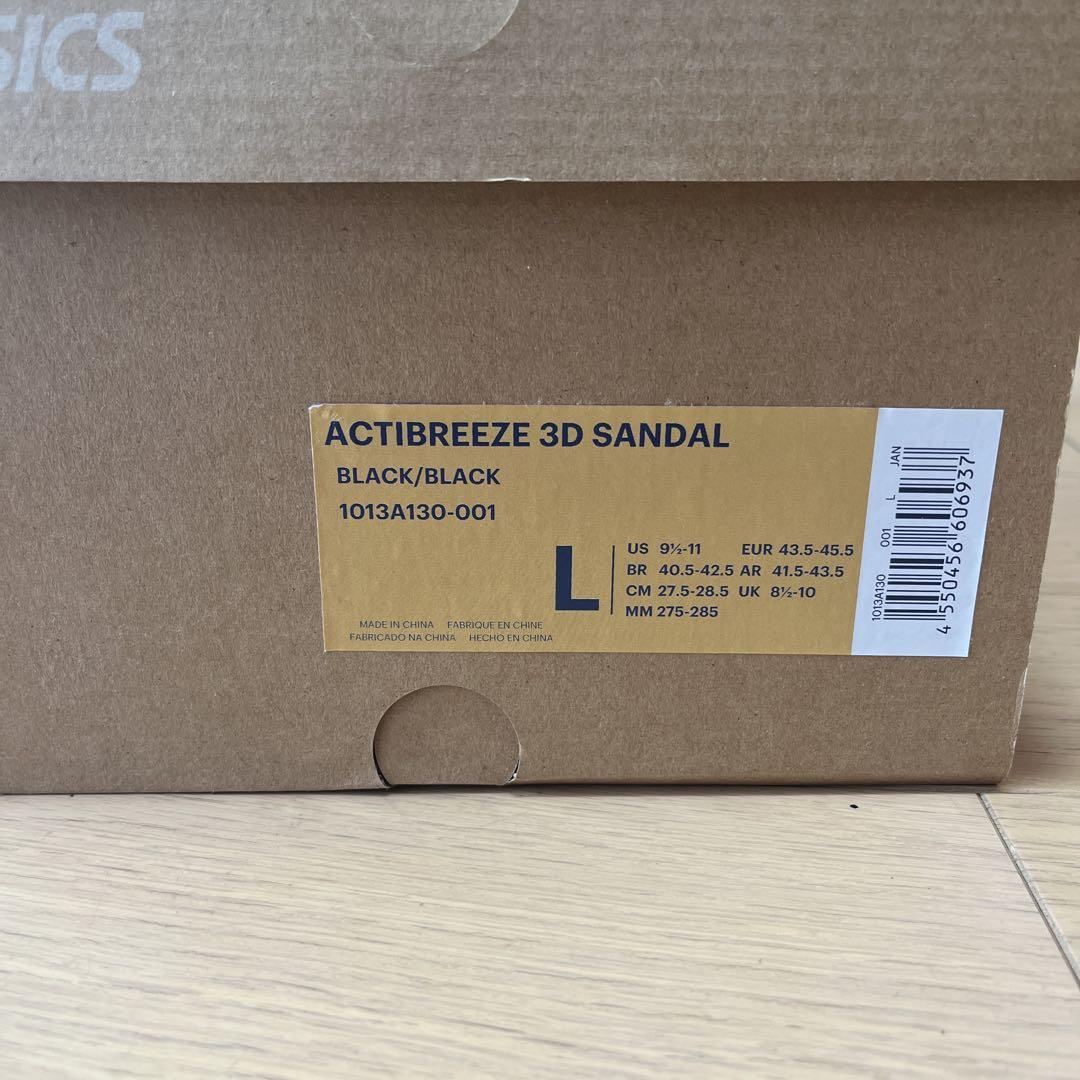 SICS
ACTIBREEZE 3D SANDAL
BLACK/BLACK
1013A130-001
L
US 9½-11 EUR 43.5-45.5
BR 40.5-42.5 AR 41.5-43.5
CM 27.5-28.5 UK 8½-10
MM 275-285
MADE IN CHINA FABRIQUE EN CHINE
FABRICADO NA CHINA HECHO EN CHINA
1013A130 001 L JAN
4 550456 606937